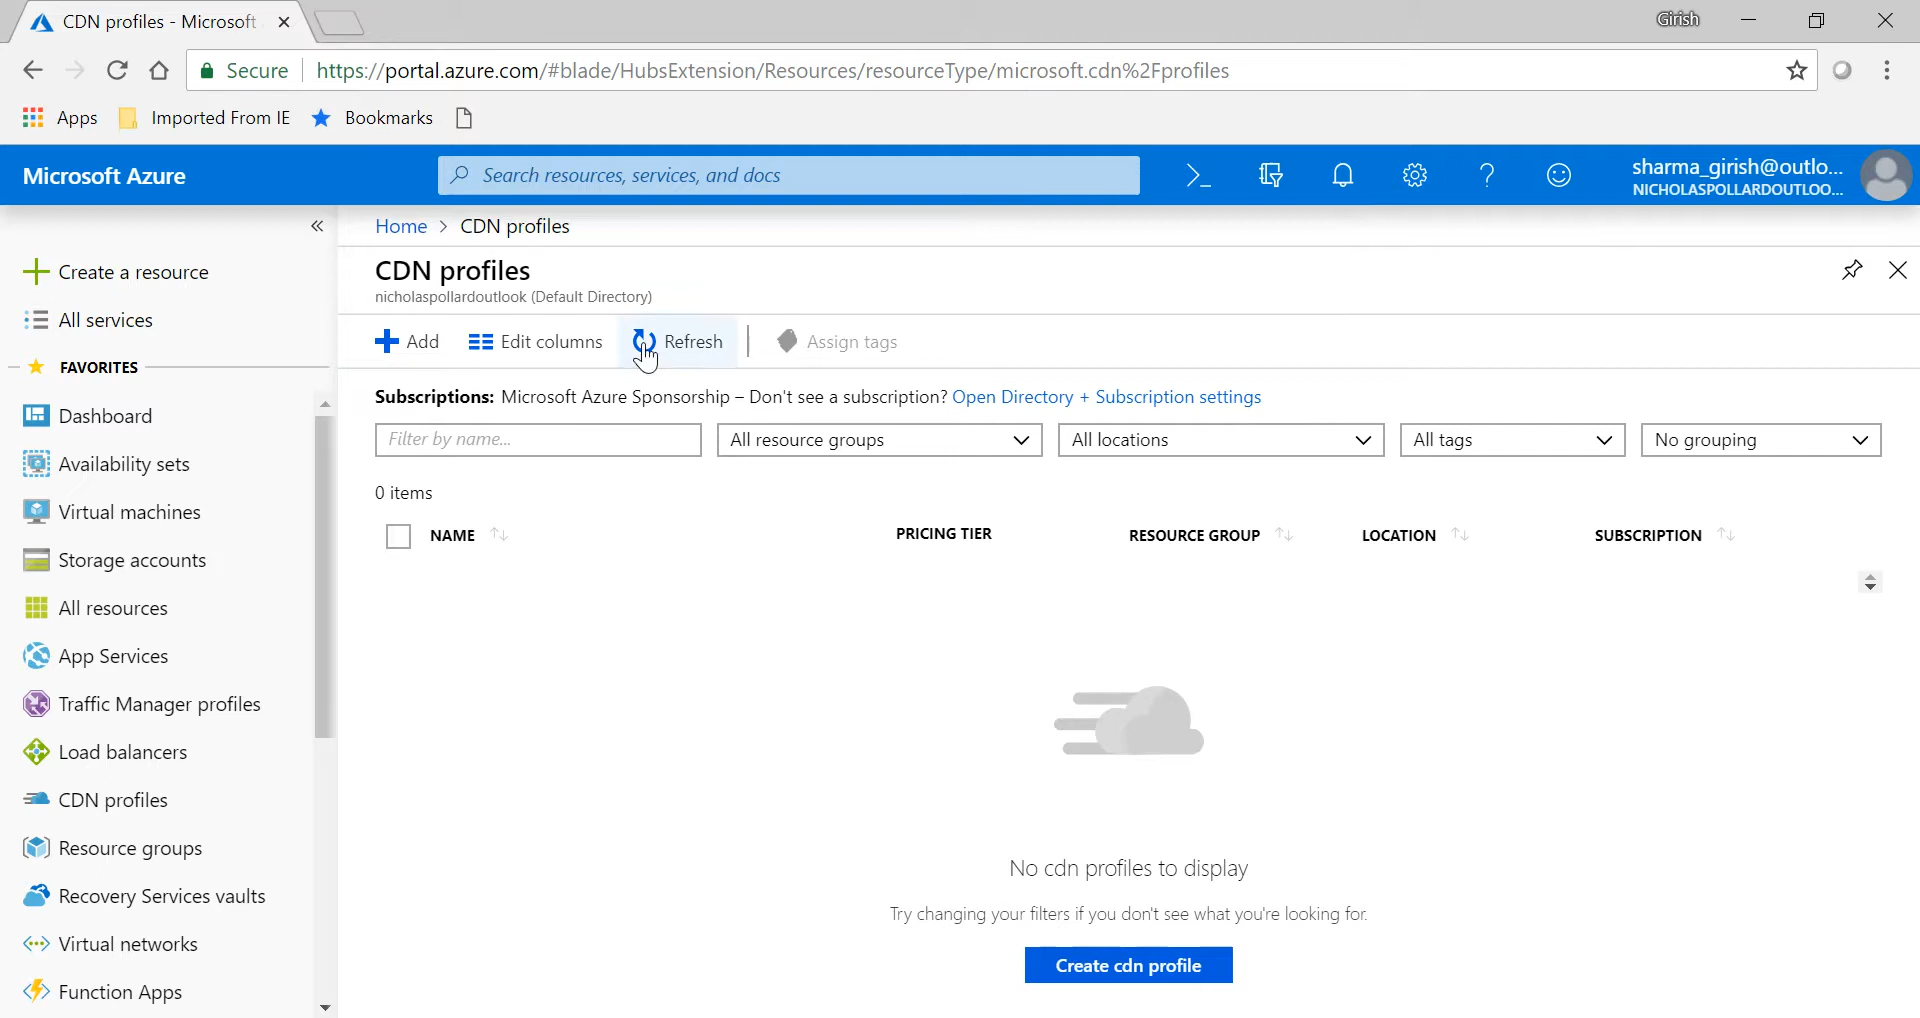 CDN profiles - Microsoft
Girish
Secure https://portal.azure.com/#blade/HubsExtension/Resources/resourceType/microsoft.cdn%2Fprofiles
Apps Imported From IE Bookmarks
Microsoft Azure
Search resources, services, and docs
sharma_girish@outlo...
NICHOLASPOLLARDOUTLOO...
Home > CDN profiles
Create a resource
All services
FAVORITES
Dashboard
Availability sets
Virtual machines
Storage accounts
All resources
App Services
Traffic Manager profiles
Load balancers
CDN profiles
Resource groups
Recovery Services vaults
Virtual networks
Function Apps
CDN profiles
nicholaspollardoutlook (Default Directory)
Add Edit columns Refresh Assign tags
Subscriptions: Microsoft Azure Sponsorship – Don't see a subscription? Open Directory + Subscription settings
Filter by name... All resource groups All locations All tags No grouping
0 items
NAME PRICING TIER RESOURCE GROUP LOCATION SUBSCRIPTION
No cdn profiles to display
Try changing your filters if you don't see what you're looking for.
Create cdn profile